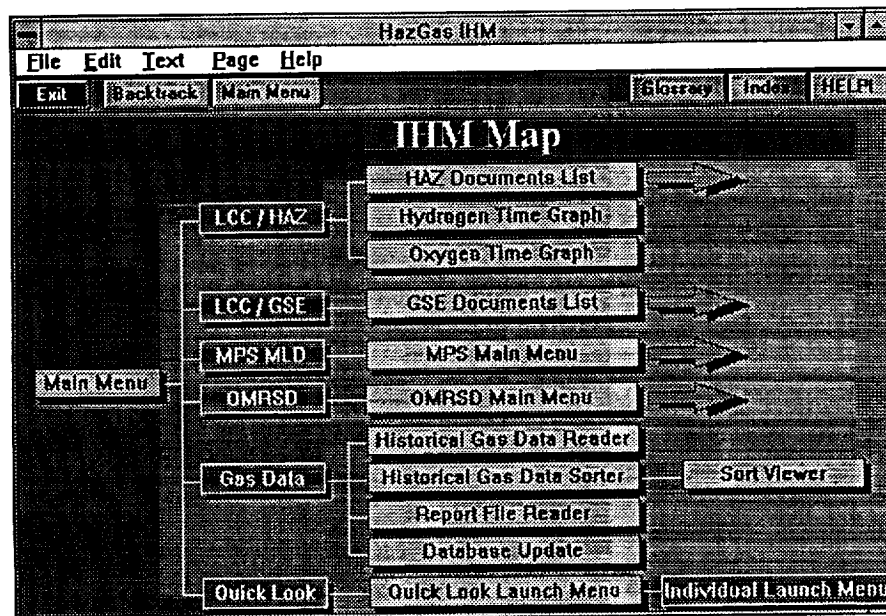 HazGas IHM
File Edit Text Page Help
Exit Backtrack Main Menu Glossary Index HELP!
IHM Map
HAZ Documents List
LCC / HAZ Hydrogen Time Graph
Oxygen Time Graph
LCC / GSE GSE Documents List
MPS MLD MPS Main Menu
Main Menu
OMRSD OMRSD Main Menu
Historical Gas Data Reader
Gas Data Historical Gas Data Sorter Sort Viewer
Report File Reader
Database Update
Quick Look Quick Look Launch Menu Individual Launch Menu